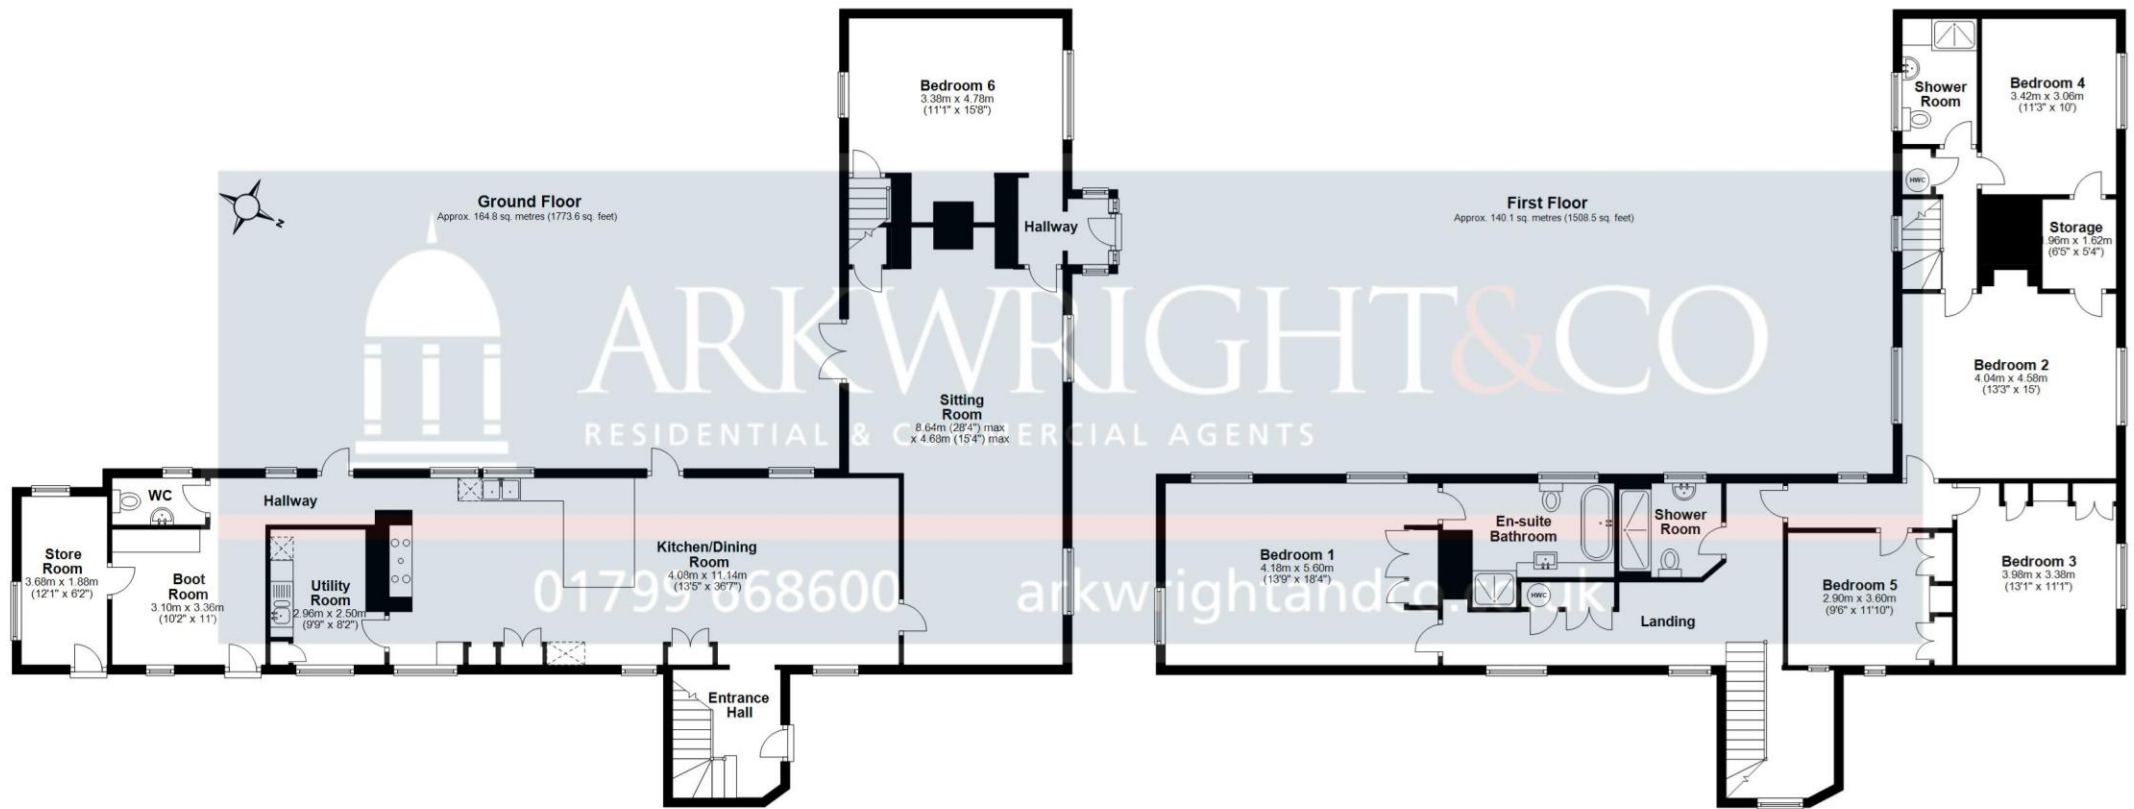 Ground Floor
Approx. 164.8 sq. metres (1773.6 sq. feet)
Bedroom 6
3.38m x 4.78m
(11'1" x 15'8")
Hallway
Sitting
Room
8.64m (28'4") max
x 4.68m (15'4") max
WC
Hallway
Store
Room
3.68m x 1.88m
(12'1" x 6'2")
Boot
Room
3.10m x 3.36m
(10'2" x 11')
Utility
Room
2.96m x 2.50m
(9'9" x 8'2")
Kitchen/Dining
Room
4.08m x 11.14m
(13'5" x 36'7")
Entrance
Hall
N
First Floor
Approx. 140.1 sq. metres (1508.5 sq. feet)
Shower
Room
Bedroom 4
3.42m x 3.06m
(11'3" x 10')
HWC
Storage
1.96m x 1.62m
(6'5" x 5'4")
Bedroom 2
4.04m x 4.58m
(13'3" x 15')
Bedroom 1
4.18m x 5.60m
(13'9" x 18'4")
En-suite
Bathroom
Shower
Room
HWC
Landing
Bedroom 5
2.90m x 3.60m
(9'6" x 11'10")
Bedroom 3
3.98m x 3.38m
(13'1" x 11'1")
ARKWRIGHT&CO
RESIDENTIAL & COMMERCIAL AGENTS
01799 668600
arkwrightandco.co.uk